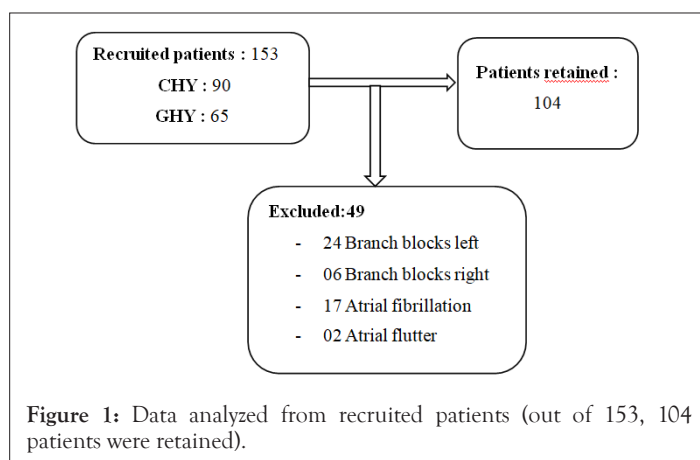 Recruited patients : 153
CHY : 90
GHY : 65
Patients retained :
104
Excluded:49
- 24 Branch blocks left
- 06 Branch blocks right
- 17 Atrial fibrillation
- 02 Atrial flutter
Figure 1: Data analyzed from recruited patients (out of 153, 104
patients were retained).